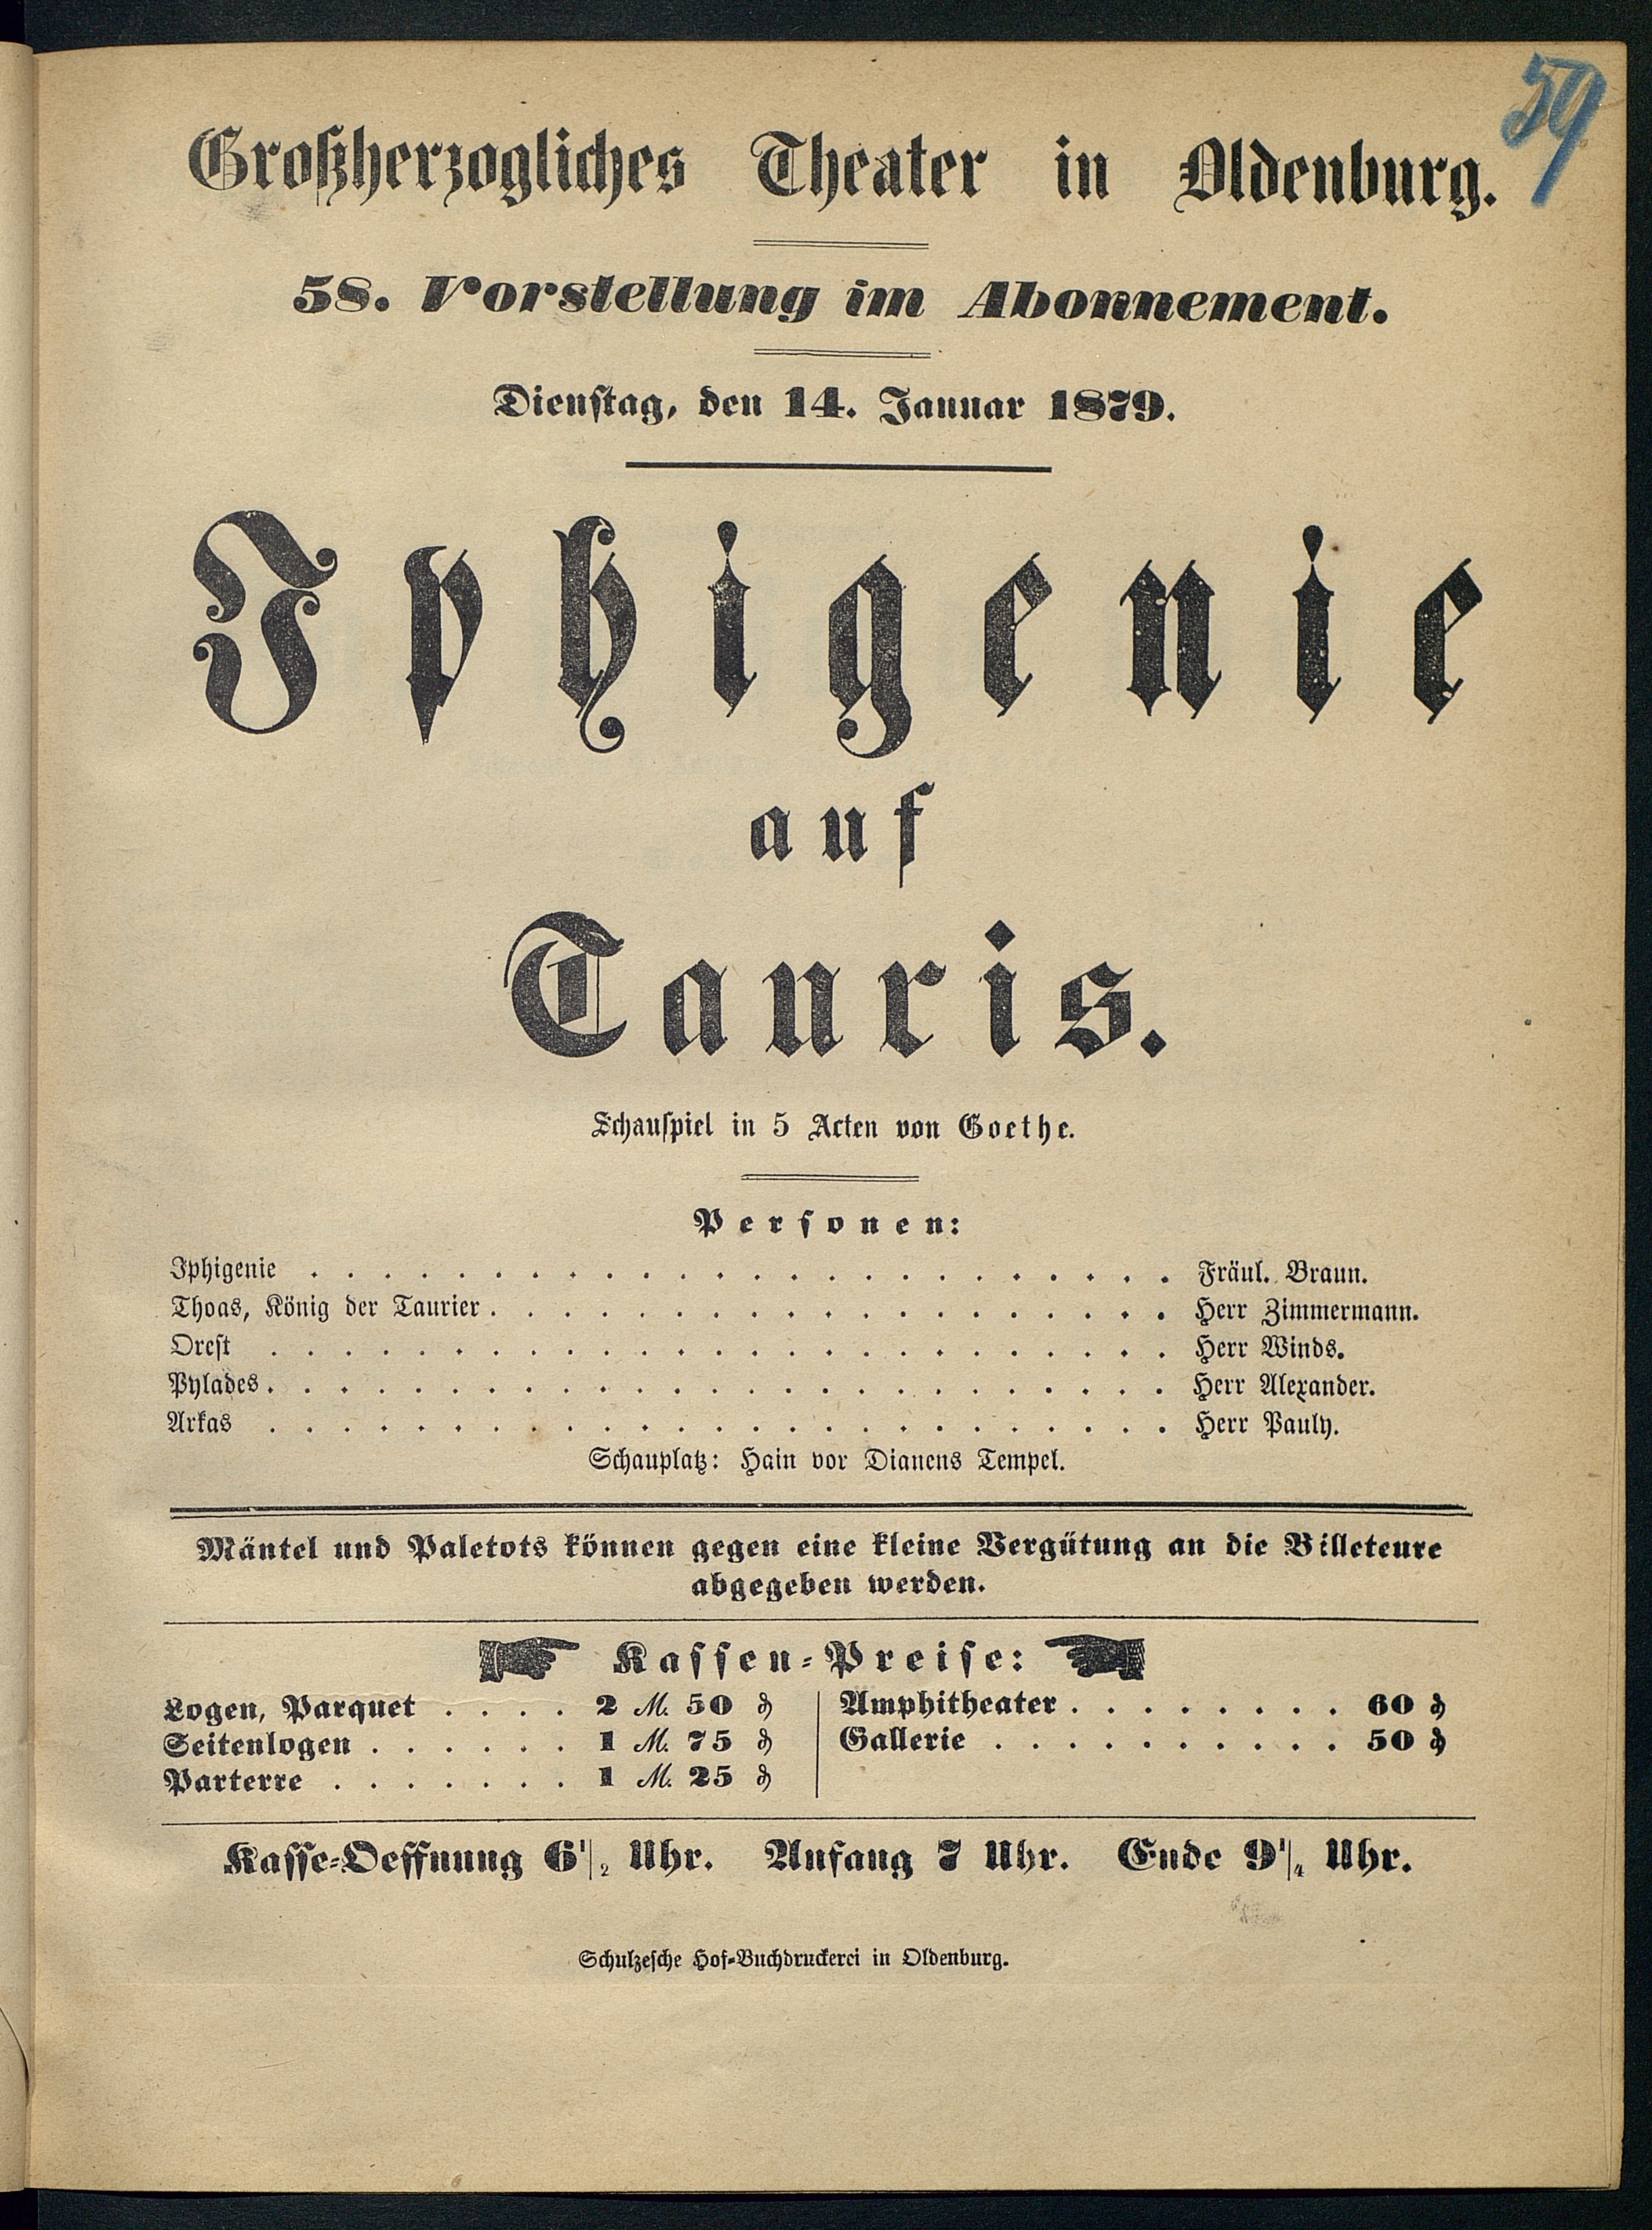 59
Großherzogliches Theater in Oldenburg.
58. Vorstellung im Abonnement.
Dienstag, den 14. Januar 1879.
Iphigenie
auf
Tauris.
Schauspiel in 5 Acten von Goethe.
Personen:
Iphigenie . . . . . . . . . . . . . . . . . . . . . . . . Fräul. Braun.
Thoas, König der Taurier . . . . . . . . . . . . . . . . . . . Herr Zimmermann.
Orest . . . . . . . . . . . . . . . . . . . . . . . . . Herr Winds.
Pylades . . . . . . . . . . . . . . . . . . . . . . . . . Herr Alexander.
Arkas . . . . . . . . . . . . . . . . . . . . . . . . . Herr Pauly.
Schauplatz: Hain vor Dianens Tempel.
Mäntel und Paletots können gegen eine kleine Vergütung an die Billeteure
abgegeben werden.
Kassen-Preise:
Logen, Parquet . . . . 2 M. 50 ₰
Seitenlogen . . . . . . 1 M. 75 ₰
Parterre . . . . . . . 1 M. 25 ₰
Amphitheater . . . . . . . . 60 ₰
Gallerie . . . . . . . . . . 50 ₰
Kasse-Oeffnung 6 1/2 Uhr. Anfang 7 Uhr. Ende 9 1/4 Uhr.
Schulzesche Hof-Buchdruckerei in Oldenburg.